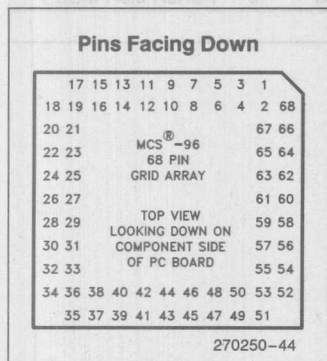 Pins Facing Down
17 15 13 11 9 7 5 3 1
18 19 16 14 12 10 8 6 4 2 68
20 21 67 66
MCS®-96
22 23 68 PIN 65 64
24 25 GRID ARRAY 63 62
26 27 61 60
28 29 TOP VIEW 59 58
LOOKING DOWN ON
30 31 COMPONENT SIDE 57 56
32 33 OF PC BOARD 55 54
34 36 38 40 42 44 46 48 50 53 52
35 37 39 41 43 45 47 49 51
270250-44